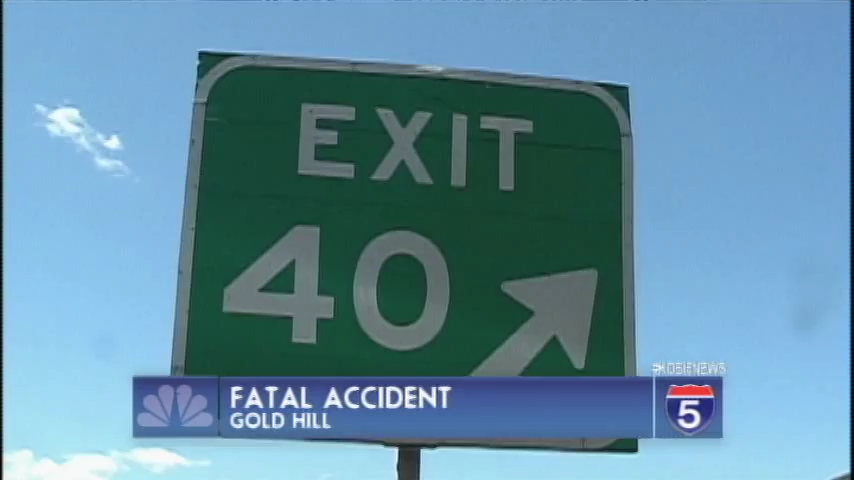 EXIT
40
#KOBI5NEWS
FATAL ACCIDENT
GOLD HILL
5